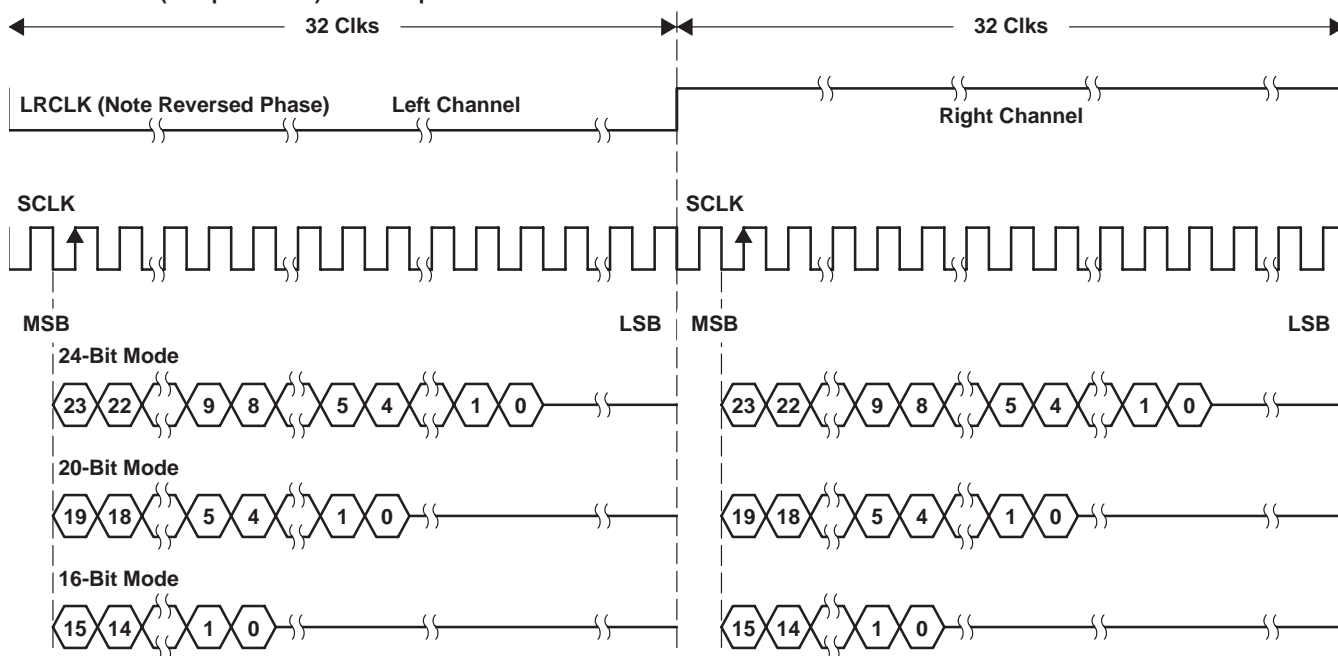 32 Clks 32 Clks
LRCLK (Note Reversed Phase) Left Channel
Right Channel
SCLK SCLK
MSB LSB MSB LSB
24-Bit Mode
23 22 9 8 5 4 1 0 23 22 9 8 5 4 1 0
20-Bit Mode
19 18 5 4 1 0 19 18 5 4 1 0
16-Bit Mode
15 14 1 0 15 14 1 0